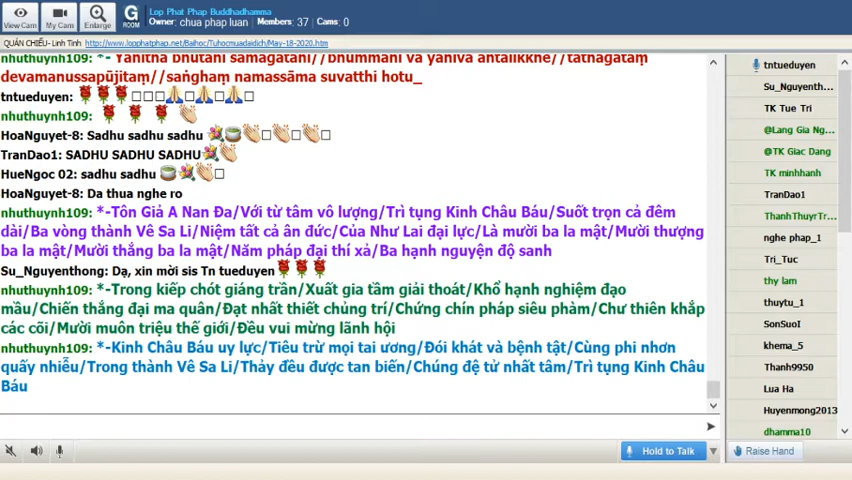 Lop Phat Phap Buddhadhamma
Owner: chua phap luan Members: 37 Cams: 0
View Cam My Cam Enlarge
G ROOM
QUÁN CHIẾU- Linh Tinh http://www.lopphatphap.net/Baihoc/Tuhocmuadaidich/May-18-2020.htm
nhuthuynh109: *- Yānītha bhūtāni samāgatāni//bhummāni vā yāniva antalikkhe//tathāgataṃ
devamanussapūjitaṃ//saṅghaṃ namassāma suvatthi hotu_
tntueduyen:
nhuthuynh109:
HoaNguyet-8: Sadhu sadhu sadhu
TranDao1: SADHU SADHU SADHU
HueNgoc 02: sadhu sadhu
HoaNguyet-8: Da thua nghe ro
nhuthuynh109: *-Tôn Giả A Nan Đa/Với từ tâm vô lượng/Trì tụng Kinh Châu Báu/Suốt trọn cả đêm
dài/Ba vòng thành Vê Sa Li/Niệm tất cả ân đức/Của Như Lai đại lực/Là mười ba la mật/Mười thượng
ba la mật/Mười thắng ba la mật/Năm pháp đại thí xả/Ba hạnh nguyện độ sanh
Su_Nguyenthong: Dạ, xin mời sis Tn tueduyen
nhuthuynh109: *-Trong kiếp chót giáng trần/Xuất gia tầm giải thoát/Khổ hạnh nghiệm đạo
mầu/Chiến thắng đại ma quân/Đạt nhất thiết chủng trí/Chứng chín pháp siêu phàm/Chư thiên khắp
các cõi/Mười muôn triệu thế giới/Đều vui mừng lãnh hội
nhuthuynh109: *-Kinh Châu Báu uy lực/Tiêu trừ mọi tai ương/Đói khát và bệnh tật/Cùng phi nhơn
quấy nhiễu/Trong thành Vê Sa Li/Thảy đều được tan biến/Chúng đệ tử nhất tâm/Trì tụng Kinh Châu
Báu
tntueduyen
Su_Nguyenth...
TK Tue Tri
@Lang Gia Ng...
@TK Giac Dang
TK minhhanh
TranDao1
ThanhThuyrTr...
nghe phap_1
Tri_Tuc
thy lam
thuytu_1
SonSuoI
khema_5
Thanh9950
Lua Ha
Huyenmong2013
dhamma10
Hold to Talk
Raise Hand